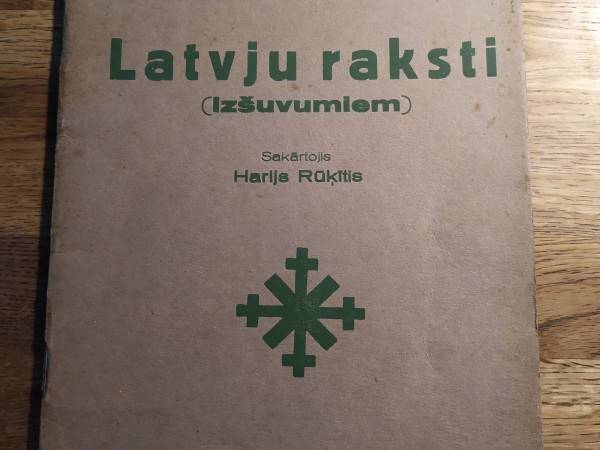 Latvju raksti
(Izšuvumiem)
Sakārtojis
Harijs Rūķītis